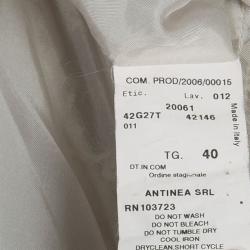 COM. PROD/2006/00015
Etic. Lav. 012
20061
42G27T 42146
011
Made in Italy
TG. 40
DT.IN.COM
Ordine stagionale
ANTINEA SRL
RN103723
DO NOT WASH
DO NOT BLEACH
DO NOT TUMBLE DRY
COOL IRON
DRYCLEAN,SHORT CYCLE